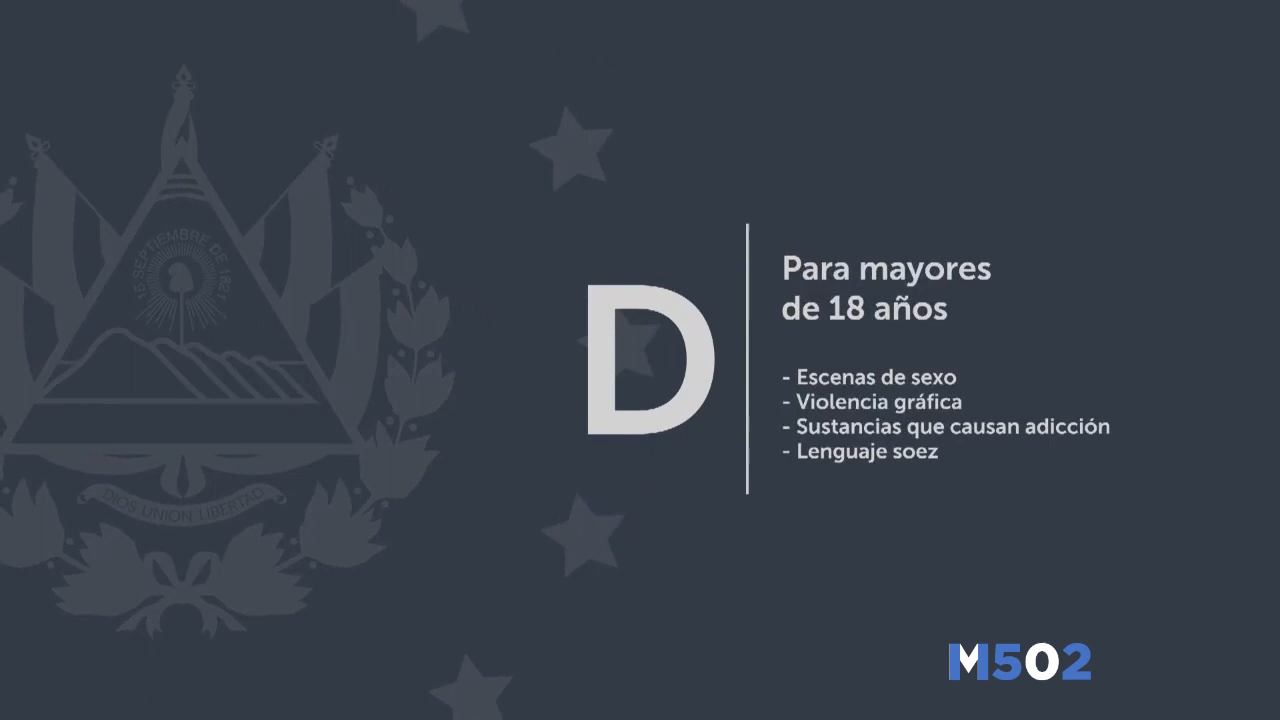 15 SEPTIEMBRE DE 1821
DIOS UNION LIBERTAD
D
Para mayores
de 18 años
- Escenas de sexo
- Violencia gráfica
- Sustancias que causan adicción
- Lenguaje soez
M502